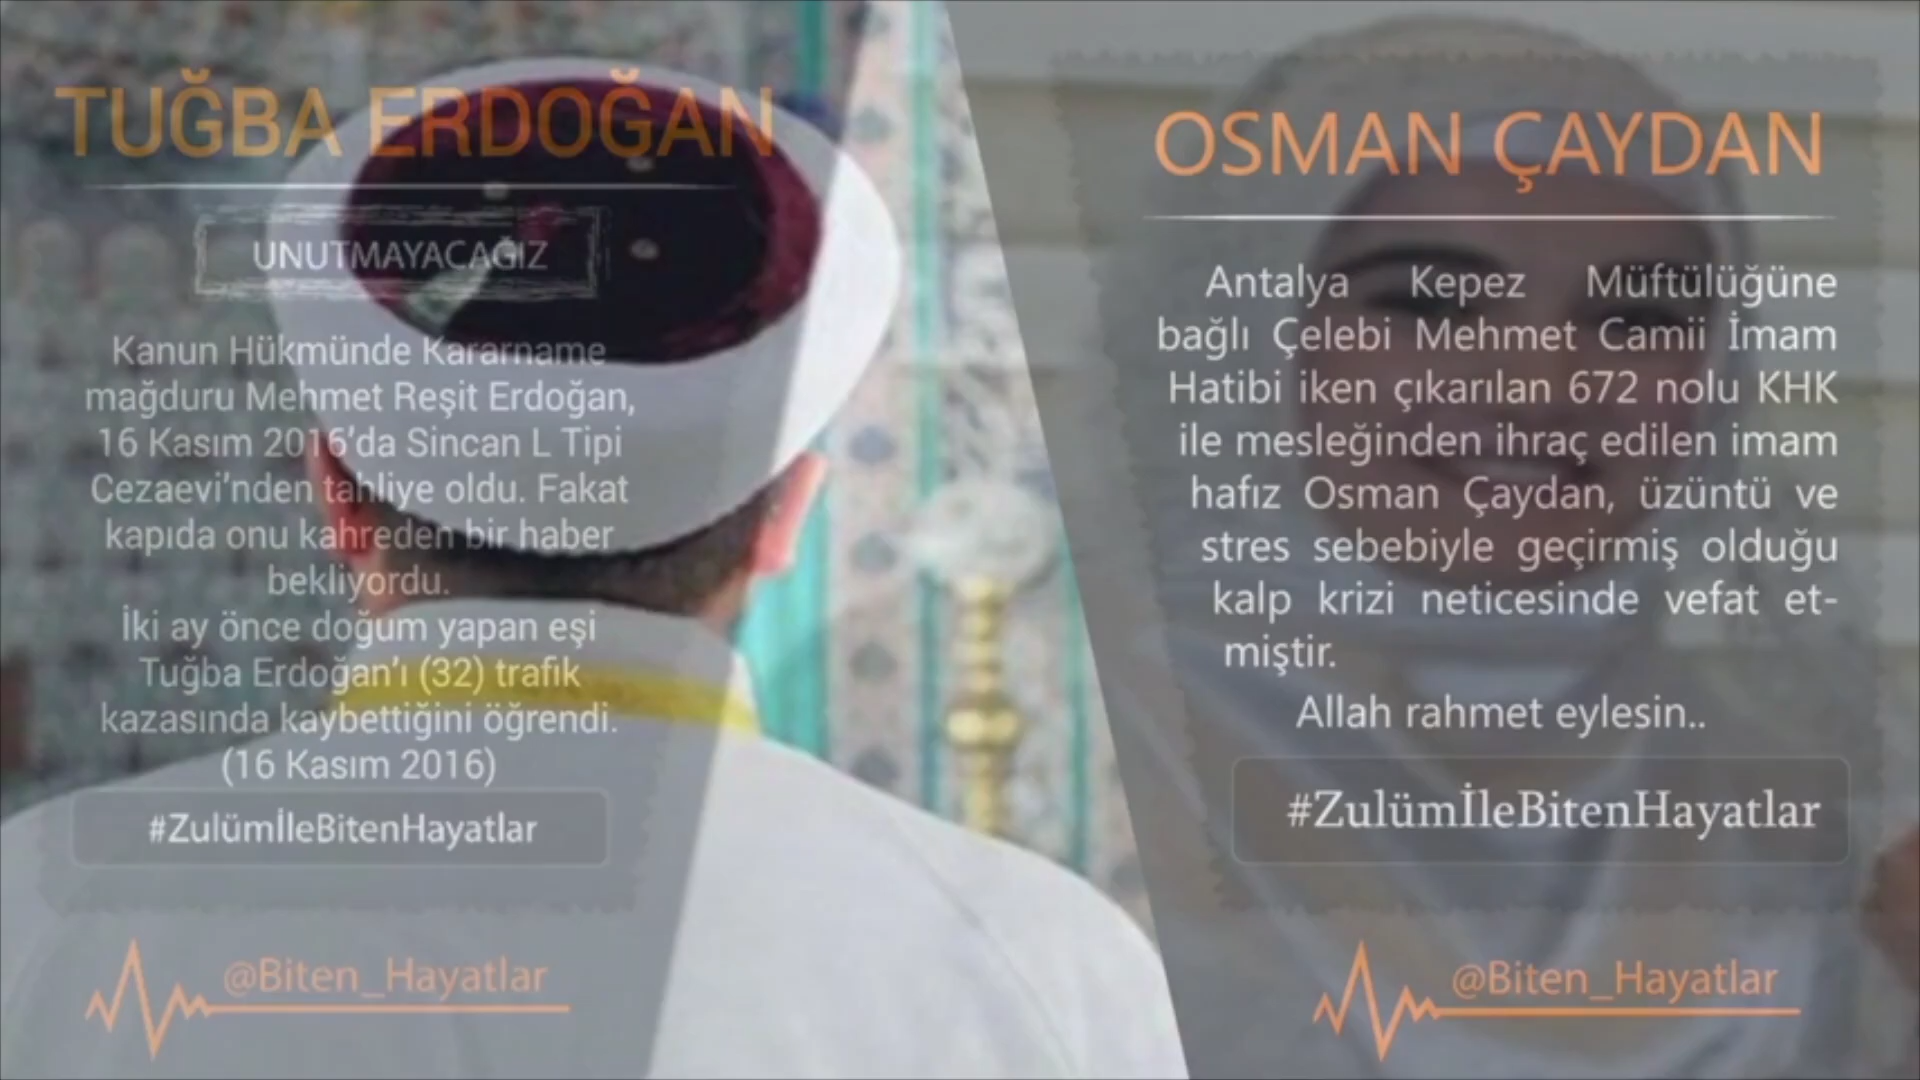 TUĞBA ERDOĞAN
UNUTMAYACAĞIZ
Kanun Hükmünde Kararname
mağduru Mehmet Reşit Erdoğan,
16 Kasım 2016'da Sincan L Tipi
Cezaevi'nden tahliye oldu. Fakat
kapıda onu kahreden bir haber
bekliyordu.
İki ay önce doğum yapan eşi
Tuğba Erdoğan'ı (32) trafik
kazasında kaybettiğini öğrendi.
(16 Kasım 2016)
#ZulümİleBitenHayatlar
@Biten_Hayatlar
OSMAN ÇAYDAN
Antalya Kepez Müftülüğüne
bağlı Çelebi Mehmet Camii İmam
Hatibi iken çıkarılan 672 nolu KHK
ile mesleğinden ihraç edilen imam
hafız Osman Çaydan, üzüntü ve
stres sebebiyle geçirmiş olduğu
kalp krizi neticesinde vefat et-
miştir.
Allah rahmet eylesin..
#ZulümİleBitenHayatlar
@Biten_Hayatlar